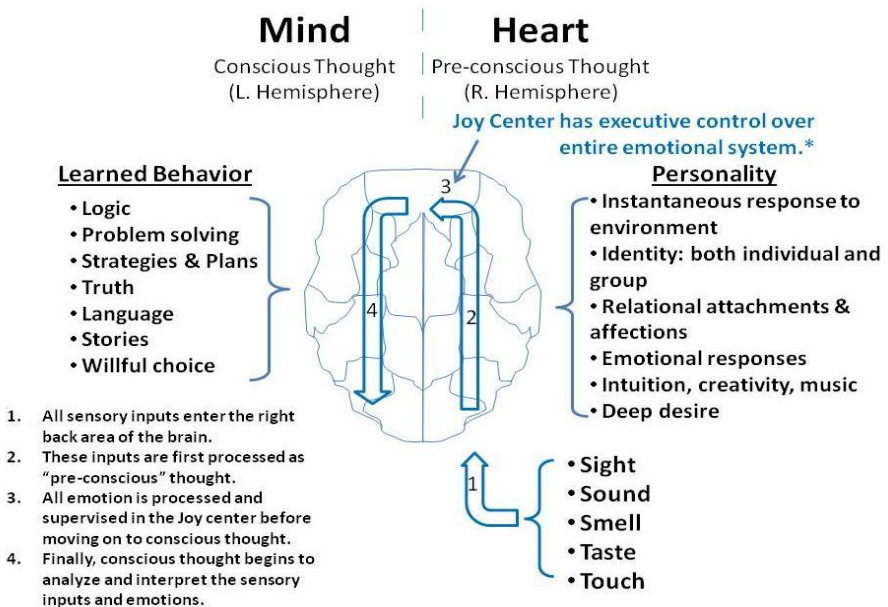 Mind
Heart
Conscious Thought
(L. Hemisphere)
Pre-conscious Thought
(R. Hemisphere)
Joy Center has executive control over
entire emotional system.*
Learned Behavior
• Logic
• Problem solving
• Strategies & Plans
• Truth
• Language
• Stories
• Willful choice
3
4
2
Personality
• Instantaneous response to
environment
• Identity: both individual and
group
• Relational attachments &
affections
• Emotional responses
• Intuition, creativity, music
• Deep desire
1. All sensory inputs enter the right
back area of the brain.
2. These inputs are first processed as
“pre-conscious” thought.
3. All emotion is processed and
supervised in the Joy center before
moving on to conscious thought.
4. Finally, conscious thought begins to
analyze and interpret the sensory
inputs and emotions.
1
• Sight
• Sound
• Smell
• Taste
• Touch